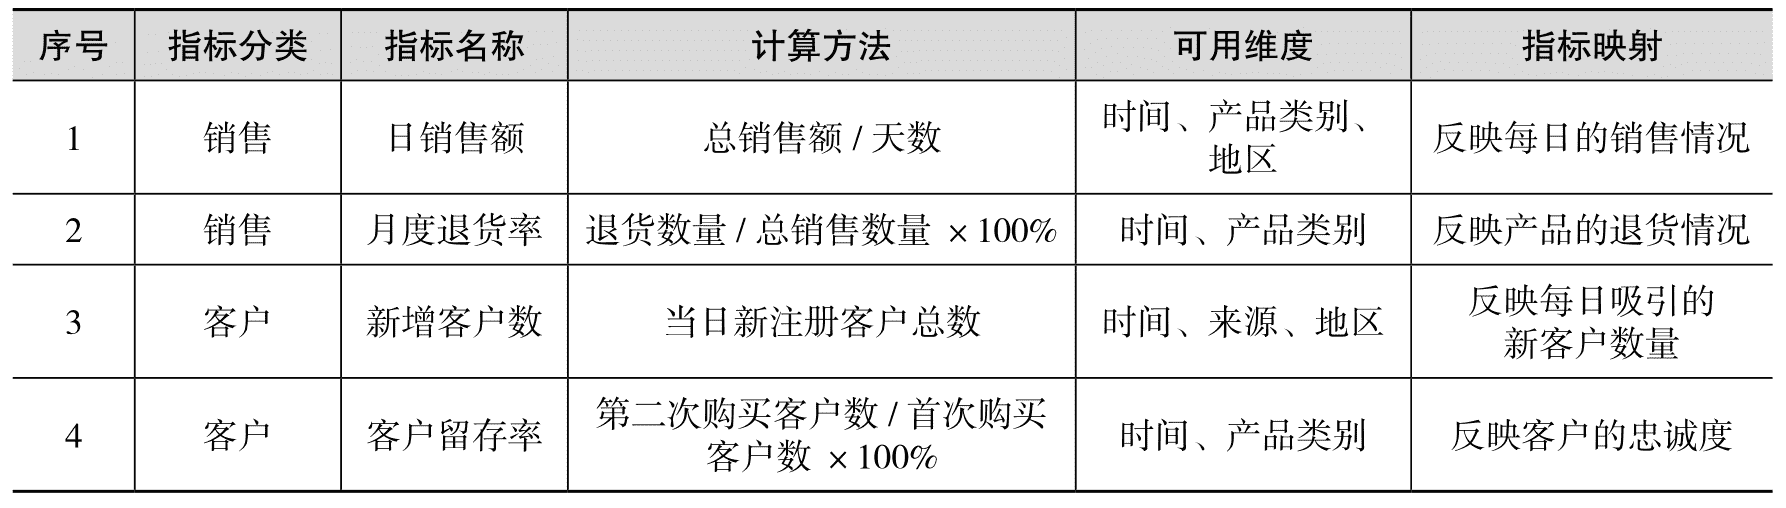 序号 指标分类 指标名称 计算方法 可用维度 指标映射
1 销售 日销售额 总销售额 / 天数 时间、产品类别、
地区 反映每日的销售情况
2 销售 月度退货率 退货数量 / 总销售数量 × 100% 时间、产品类别 反映产品的退货情况
3 客户 新增客户数 当日新注册客户总数 时间、来源、地区 反映每日吸引的
新客户数量
4 客户 客户留存率 第二次购买客户数 / 首次购买
客户数 × 100% 时间、产品类别 反映客户的忠诚度